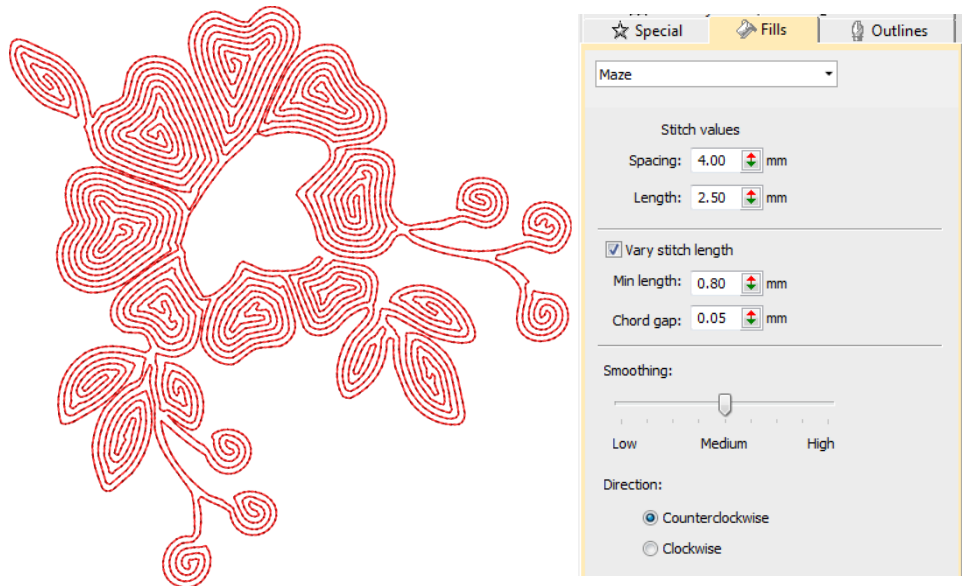 Special Fills Outlines
Maze
Stitch values
Spacing: 4.00 mm
Length: 2.50 mm
Vary stitch length
Min length: 0.80 mm
Chord gap: 0.05 mm
Smoothing:
Low Medium High
Direction:
Counterclockwise
Clockwise